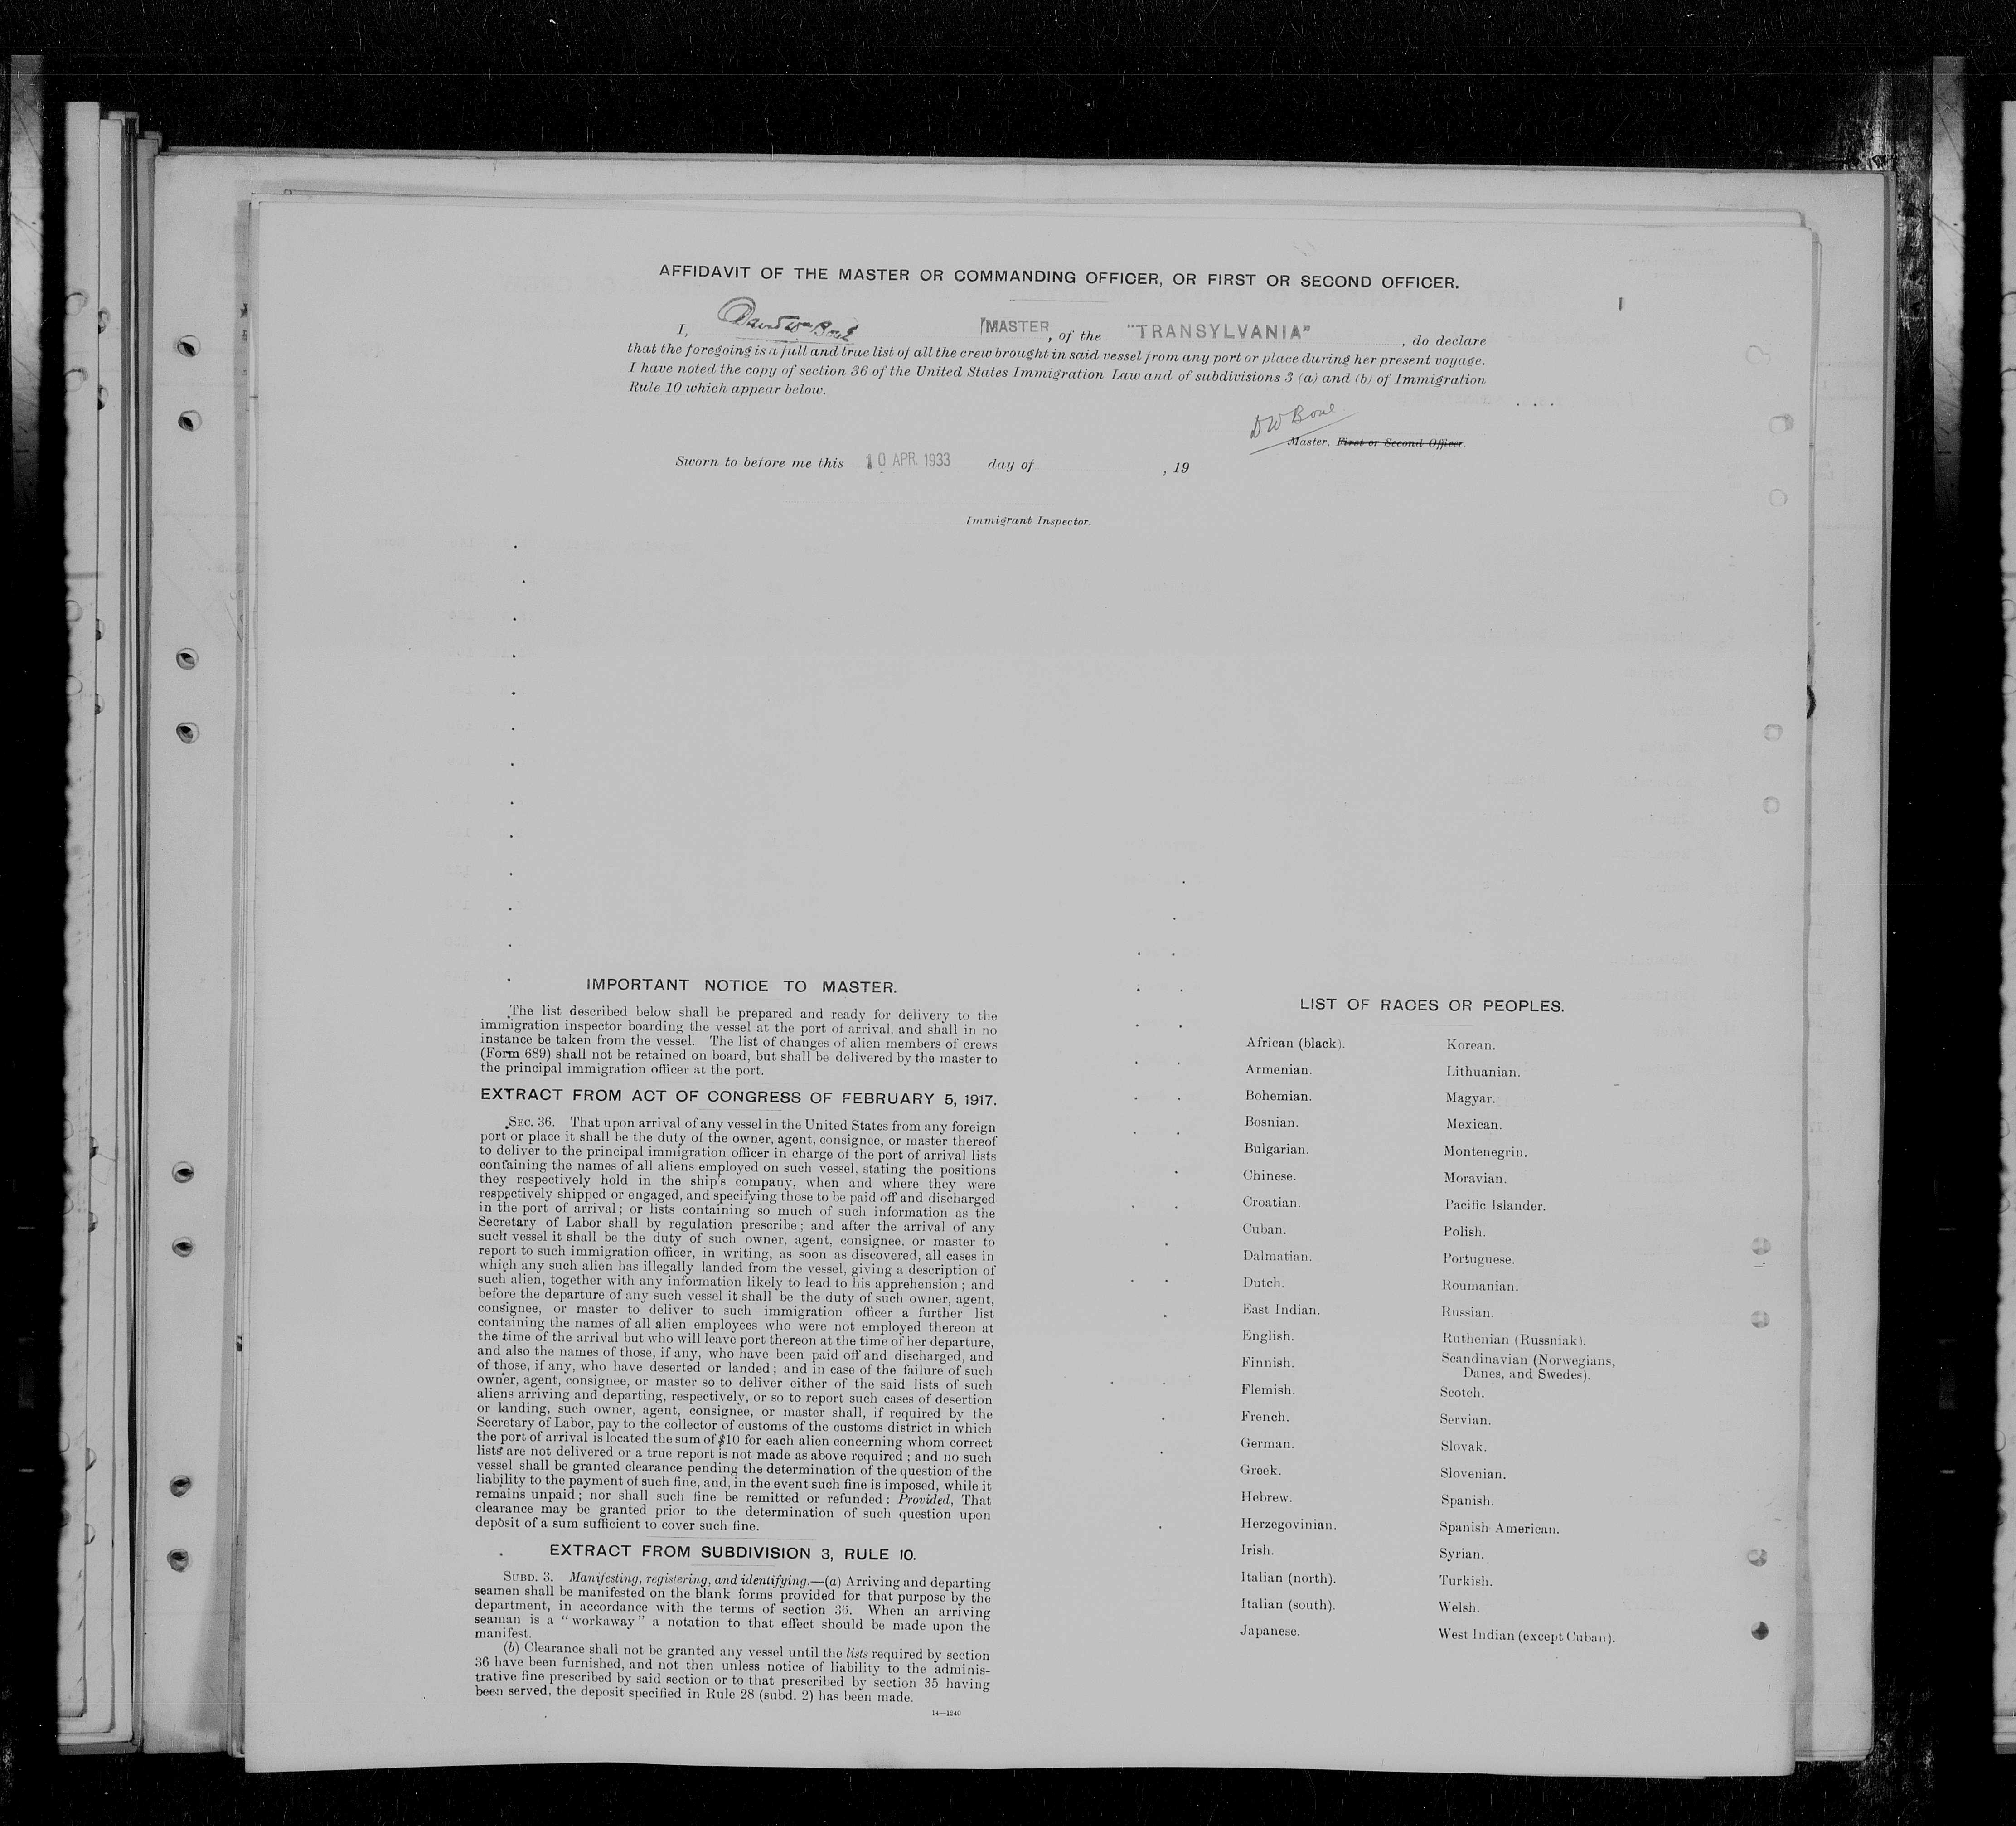 AFFIDAVIT OF THE MASTER OR COMMANDING OFFICER, OR FIRST OR SECOND OFFICER.
I, David Wm Bone MASTER, of the "TRANSYLVANIA", do declare
that the foregoing is a full and true list of all the crew brought in said vessel from any port or place during her present voyage.
I have noted the copy of section 36 of the United States Immigration Law and of subdivisions 3 (a) and (b) of Immigration
Rule 10 which appear below.
DW Bone
Master, First or Second Officer.
Sworn to before me this 10 APR. 1933 day of , 19
Immigrant Inspector.
IMPORTANT NOTICE TO MASTER.
The list described below shall be prepared and ready for delivery to the
immigration inspector boarding the vessel at the port of arrival, and shall in no
instance be taken from the vessel. The list of changes of alien members of crews
(Form 689) shall not be retained on board, but shall be delivered by the master to
the principal immigration officer at the port.
EXTRACT FROM ACT OF CONGRESS OF FEBRUARY 5, 1917.
SEC. 36. That upon arrival of any vessel in the United States from any foreign
port or place it shall be the duty of the owner, agent, consignee, or master thereof
to deliver to the principal immigration officer in charge of the port of arrival lists
containing the names of all aliens employed on such vessel, stating the positions
they respectively hold in the ship's company, when and where they were
respectively shipped or engaged, and specifying those to be paid off and discharged
in the port of arrival; or lists containing so much of such information as the
Secretary of Labor shall by regulation prescribe; and after the arrival of any
such vessel it shall be the duty of such owner, agent, consignee, or master to
report to such immigration officer, in writing, as soon as discovered, all cases in
which any such alien has illegally landed from the vessel, giving a description of
such alien, together with any information likely to lead to his apprehension; and
before the departure of any such vessel it shall be the duty of such owner, agent,
consignee, or master to deliver to such immigration officer a further list
containing the names of all alien employees who were not employed thereon at
the time of the arrival but who will leave port thereon at the time of her departure,
and also the names of those, if any, who have been paid off and discharged, and
of those, if any, who have deserted or landed; and in case of the failure of such
owner, agent, consignee, or master so to deliver either of the said lists of such
aliens arriving and departing, respectively, or so to report such cases of desertion
or landing, such owner, agent, consignee, or master shall, if required by the
Secretary of Labor, pay to the collector of customs of the customs district in which
the port of arrival is located the sum of $10 for each alien concerning whom correct
lists are not delivered or a true report is not made as above required; and no such
vessel shall be granted clearance pending the determination of the question of the
liability to the payment of such fine, and, in the event such fine is imposed, while it
remains unpaid; nor shall such fine be remitted or refunded: Provided, That
clearance may be granted prior to the determination of such question upon
deposit of a sum sufficient to cover such fine.
EXTRACT FROM SUBDIVISION 3, RULE 10.
SUBD. 3. Manifesting, registering, and identifying.—(a) Arriving and departing
seamen shall be manifested on the blank forms provided for that purpose by the
department, in accordance with the terms of section 36. When an arriving
seaman is a "workaway" a notation to that effect should be made upon the
manifest.
(b) Clearance shall not be granted any vessel until the lists required by section
36 have been furnished, and not then unless notice of liability to the adminis-
trative fine prescribed by said section or to that prescribed by section 35 having
been served, the deposit specified in Rule 28 (subd. 2) has been made.
14—1240
LIST OF RACES OR PEOPLES.
African (black).
Armenian.
Bohemian.
Bosnian.
Bulgarian.
Chinese.
Croatian.
Cuban.
Dalmatian.
Dutch.
East Indian.
English.
Finnish.
Flemish.
French.
German.
Greek.
Hebrew.
Herzegovinian.
Irish.
Italian (north).
Italian (south).
Japanese.
Korean.
Lithuanian.
Magyar.
Mexican.
Montenegrin.
Moravian.
Pacific Islander.
Polish.
Portuguese.
Roumanian.
Russian.
Ruthenian (Russniak).
Scandinavian (Norwegians,
Danes, and Swedes).
Scotch.
Servian.
Slovak.
Slovenian.
Spanish.
Spanish American.
Syrian.
Turkish.
Welsh.
West Indian (except Cuban).